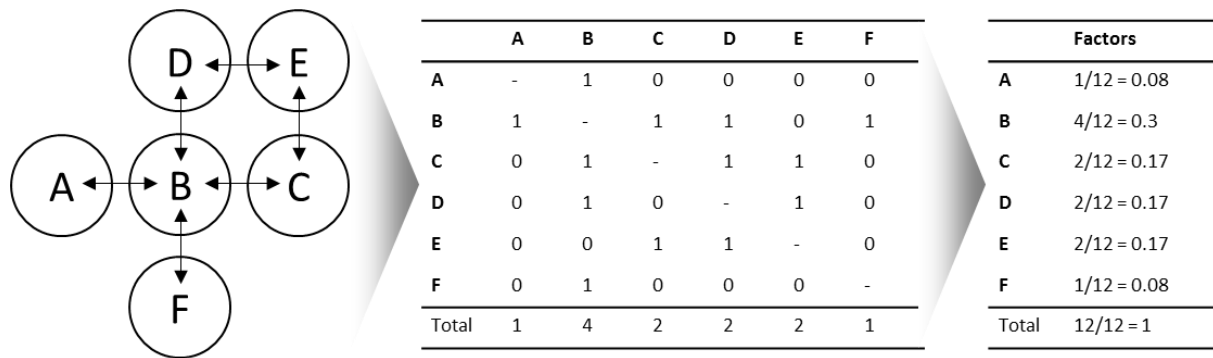 D E
A B C
F
A B C D E F
A - 1 0 0 0 0
B 1 - 1 1 0 1
C 0 1 - 1 1 0
D 0 1 0 - 1 0
E 0 0 1 1 - 0
F 0 1 0 0 0 -
Total 1 4 2 2 2 1
Factors
A 1/12 = 0.08
B 4/12 = 0.3
C 2/12 = 0.17
D 2/12 = 0.17
E 2/12 = 0.17
F 1/12 = 0.08
Total 12/12 = 1